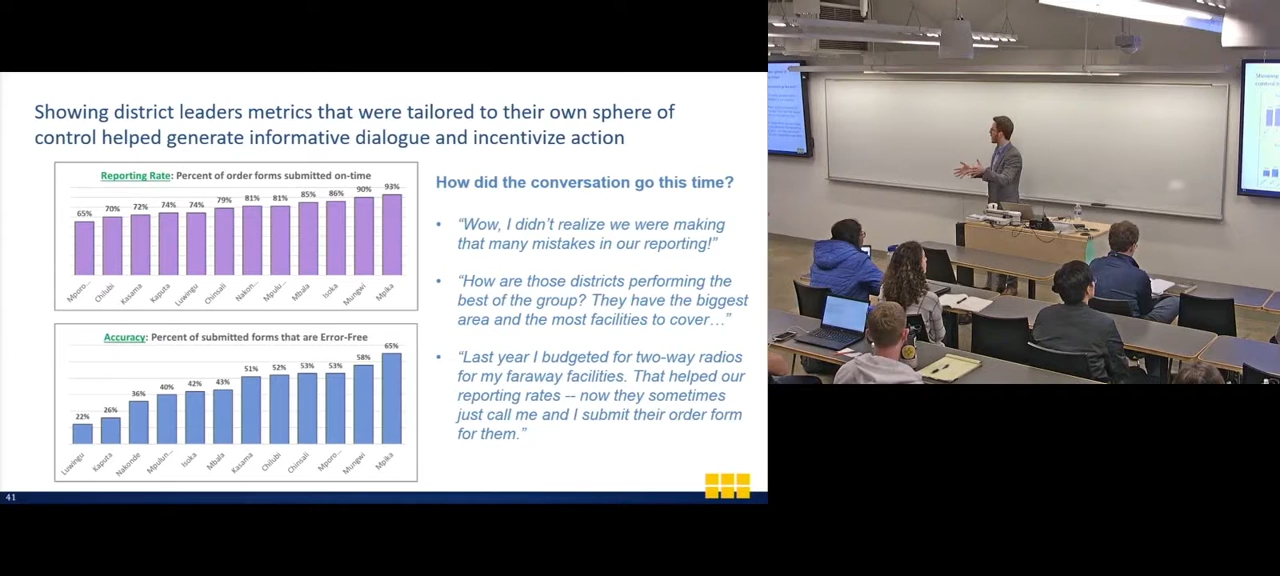 Showing district leaders metrics that were tailored to their own sphere of
control helped generate informative dialogue and incentivize action
Reporting Rate: Percent of order forms submitted on-time
65% 70% 72% 74% 74% 79% 81% 81% 85% 86% 90% 93%
Mporo... Chilubi Kasama Kaputa Luwingu Chinsali Nakon... Mpulu... Mbala Isoka Mungwi Mpika
Accuracy: Percent of submitted forms that are Error-Free
22% 26% 36% 40% 42% 43% 51% 52% 53% 53% 58% 65%
Luwingu Kaputa Nakonde Mpulun... Isoka Mbala Kasama Chilubi Chinsali Mporo... Mungwi Mpika
How did the conversation go this time?
• “Wow, I didn’t realize we were making
that many mistakes in our reporting!”
• “How are those districts performing the
best of the group? They have the biggest
area and the most facilities to cover…”
• “Last year I budgeted for two-way radios
for my faraway facilities. That helped our
reporting rates -- now they sometimes
just call me and I submit their order form
for them.”
41